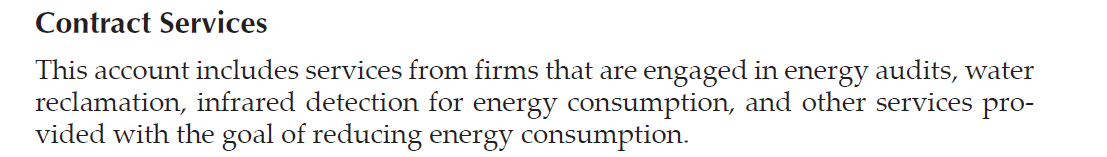 Contract Services
This account includes services from firms that are engaged in energy audits, water
reclamation, infrared detection for energy consumption, and other services pro-
vided with the goal of reducing energy consumption.